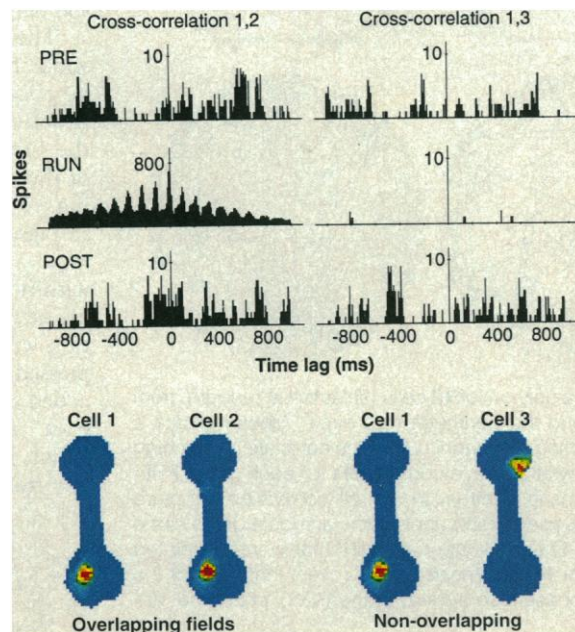 Cross-correlation 1,2
Cross-correlation 1,3
PRE
10
10
RUN
800
10
Spikes
POST
10
10
-800 -400 0 400 800
-800 -400 0 400 800
Time lag (ms)
Cell 1 Cell 2
Cell 1 Cell 3
Overlapping fields
Non-overlapping